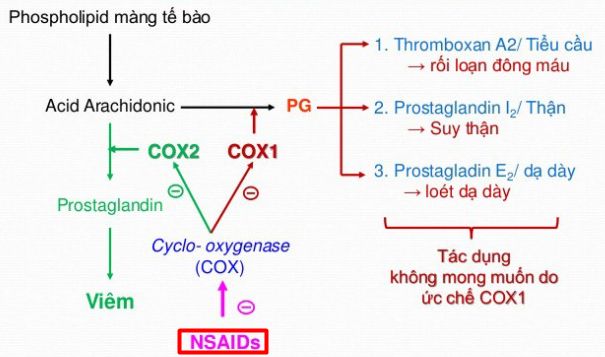 Phospholipid màng tế bào
Acid Arachidonic
PG
1. Thromboxan A2/ Tiểu cầu
→ rối loạn đông máu
2. Prostaglandin I2/ Thận
→ Suy thận
3. Prostagladin E2/ dạ dày
→ loét dạ dày
COX2
COX1
Prostaglandin
Cyclo- oxygenase
(COX)
Viêm
NSAIDs
Tác dụng
không mong muốn do
ức chế COX1